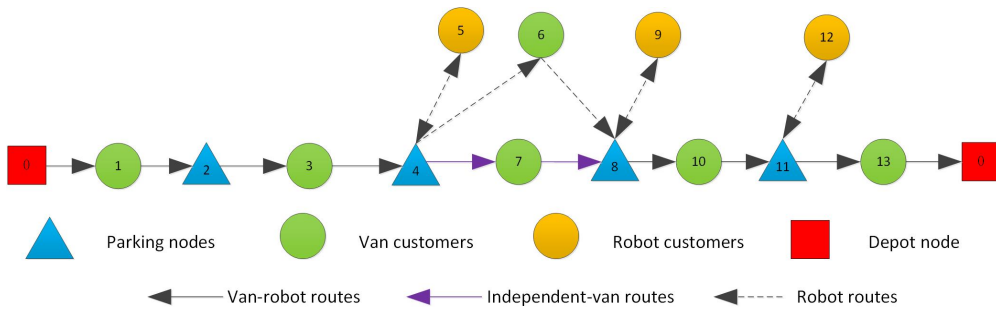 5 6 9 12
0 1 2 3 4 7 8 10 11 13 0
Parking nodes Van customers Robot customers Depot node
Van-robot routes Independent-van routes Robot routes